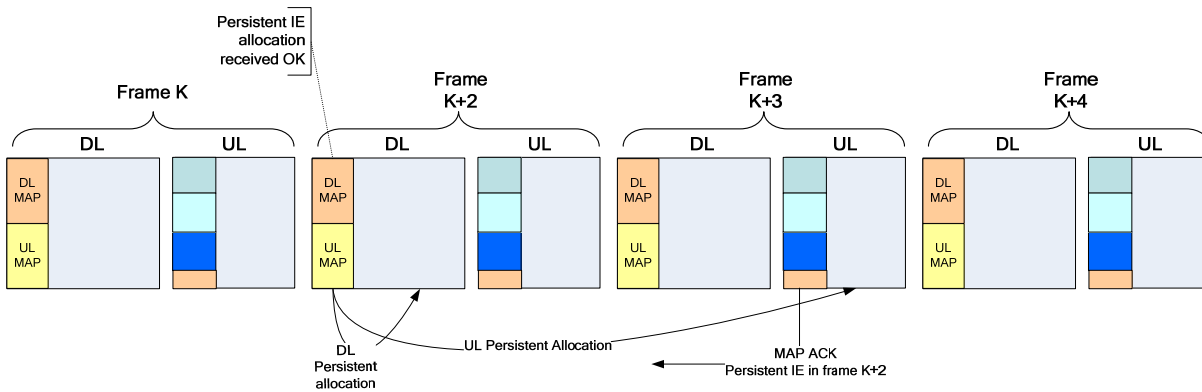 Persistent IE
allocation
received OK
Frame K
Frame
K+2
Frame
K+3
Frame
K+4
DL
UL
DL
UL
DL
UL
DL
UL
DL
MAP
UL
MAP
DL
MAP
UL
MAP
DL
MAP
UL
MAP
DL
MAP
UL
MAP
UL Persistent Allocation
DL
Persistent
allocation
MAP ACK
Persistent IE in frame K+2